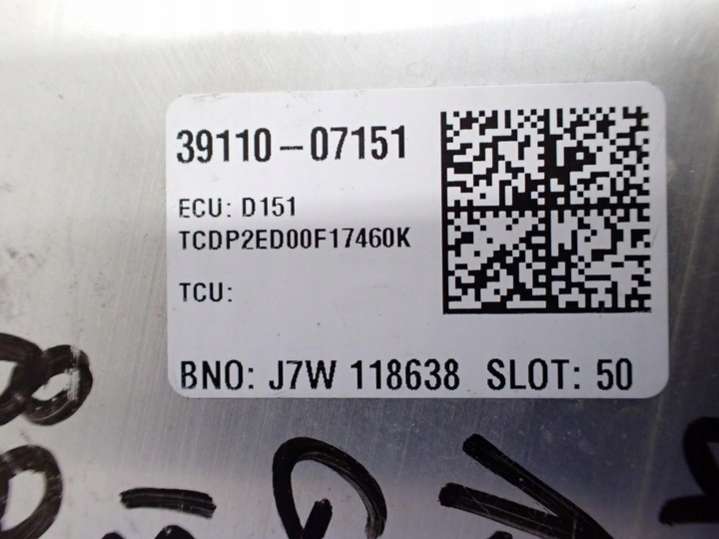 39110-07151
ECU: D151
TCDP2ED00F17460K
TCU:
BNO: J7W 118638 SLOT: 50